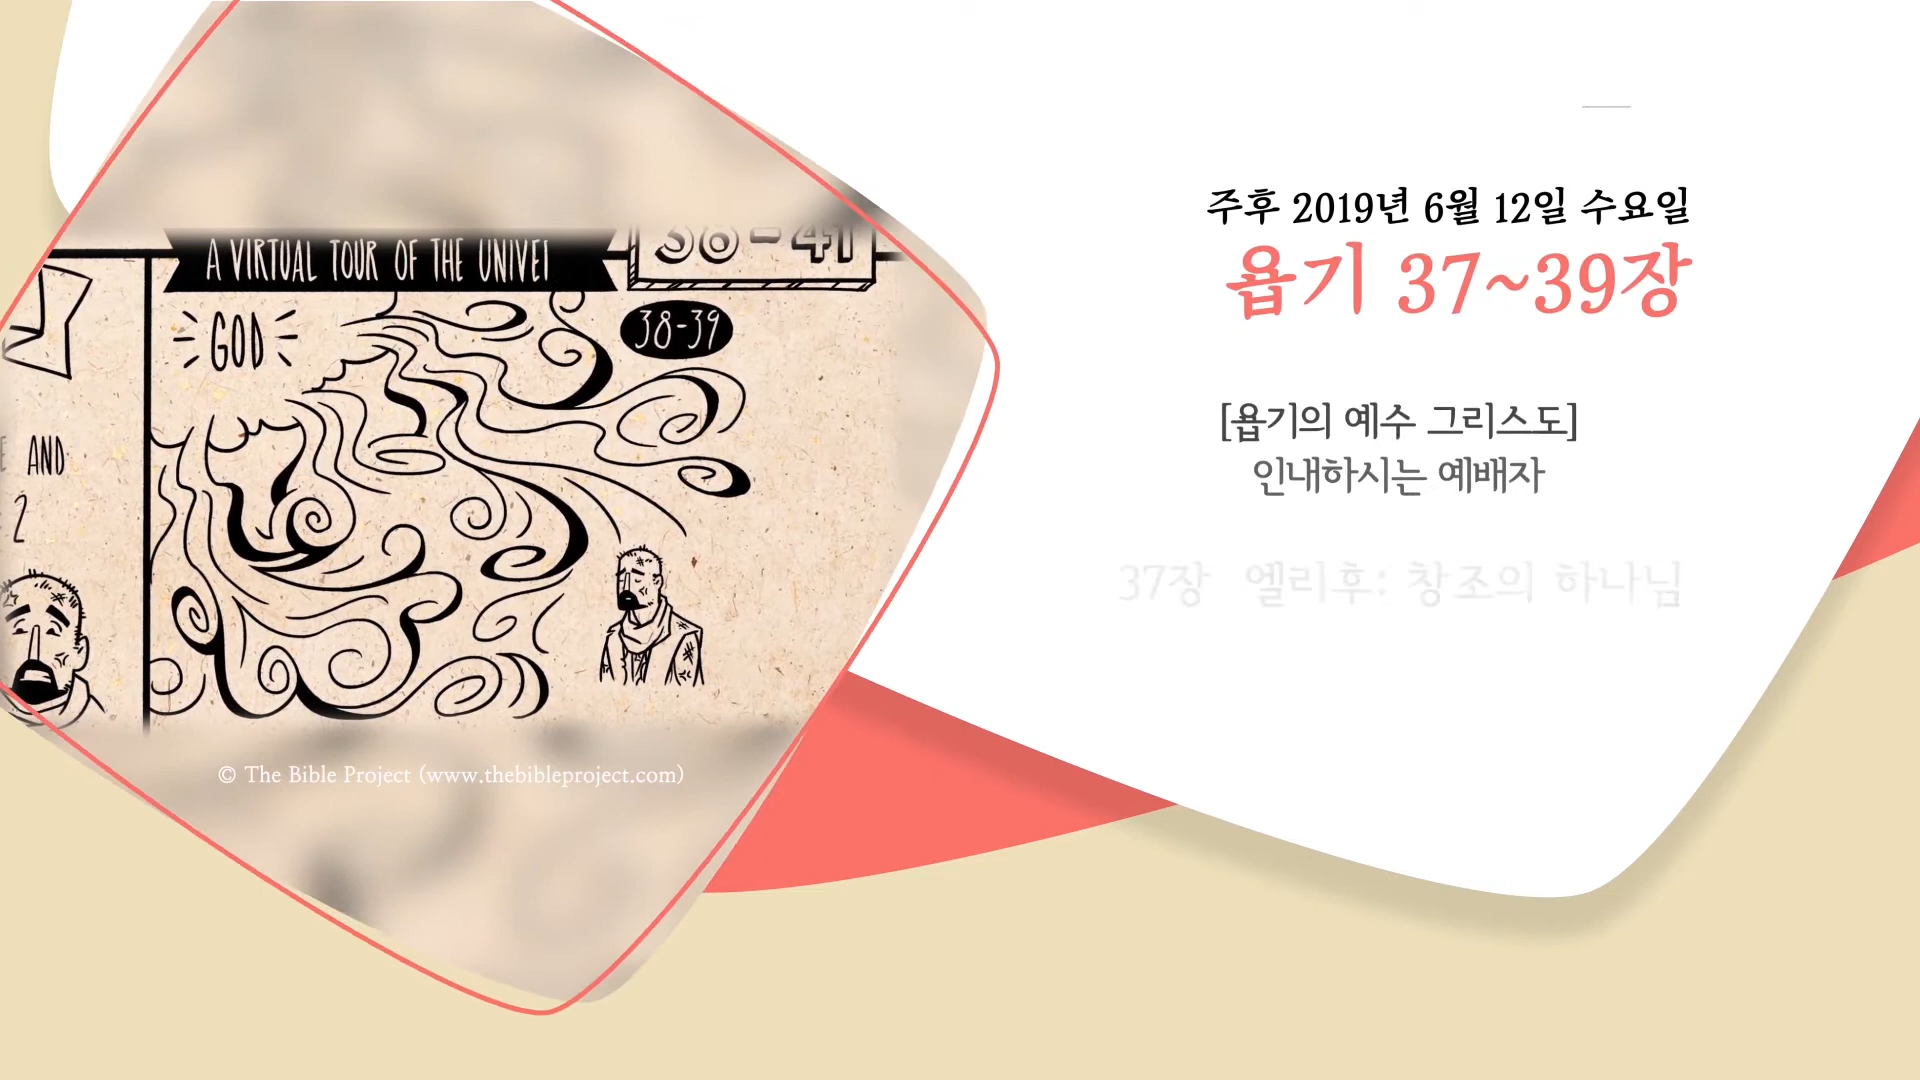 A VIRTUAL TOUR OF THE UNIVE
38-41
GOD
38-39
AND
2
© The Bible Project (www.thebibleproject.com)
주후 2019년 6월 12일 수요일
욥기 37~39장
[욥기의 예수 그리스도]
인내하시는 예배자
37장 엘리후: 창조의 하나님